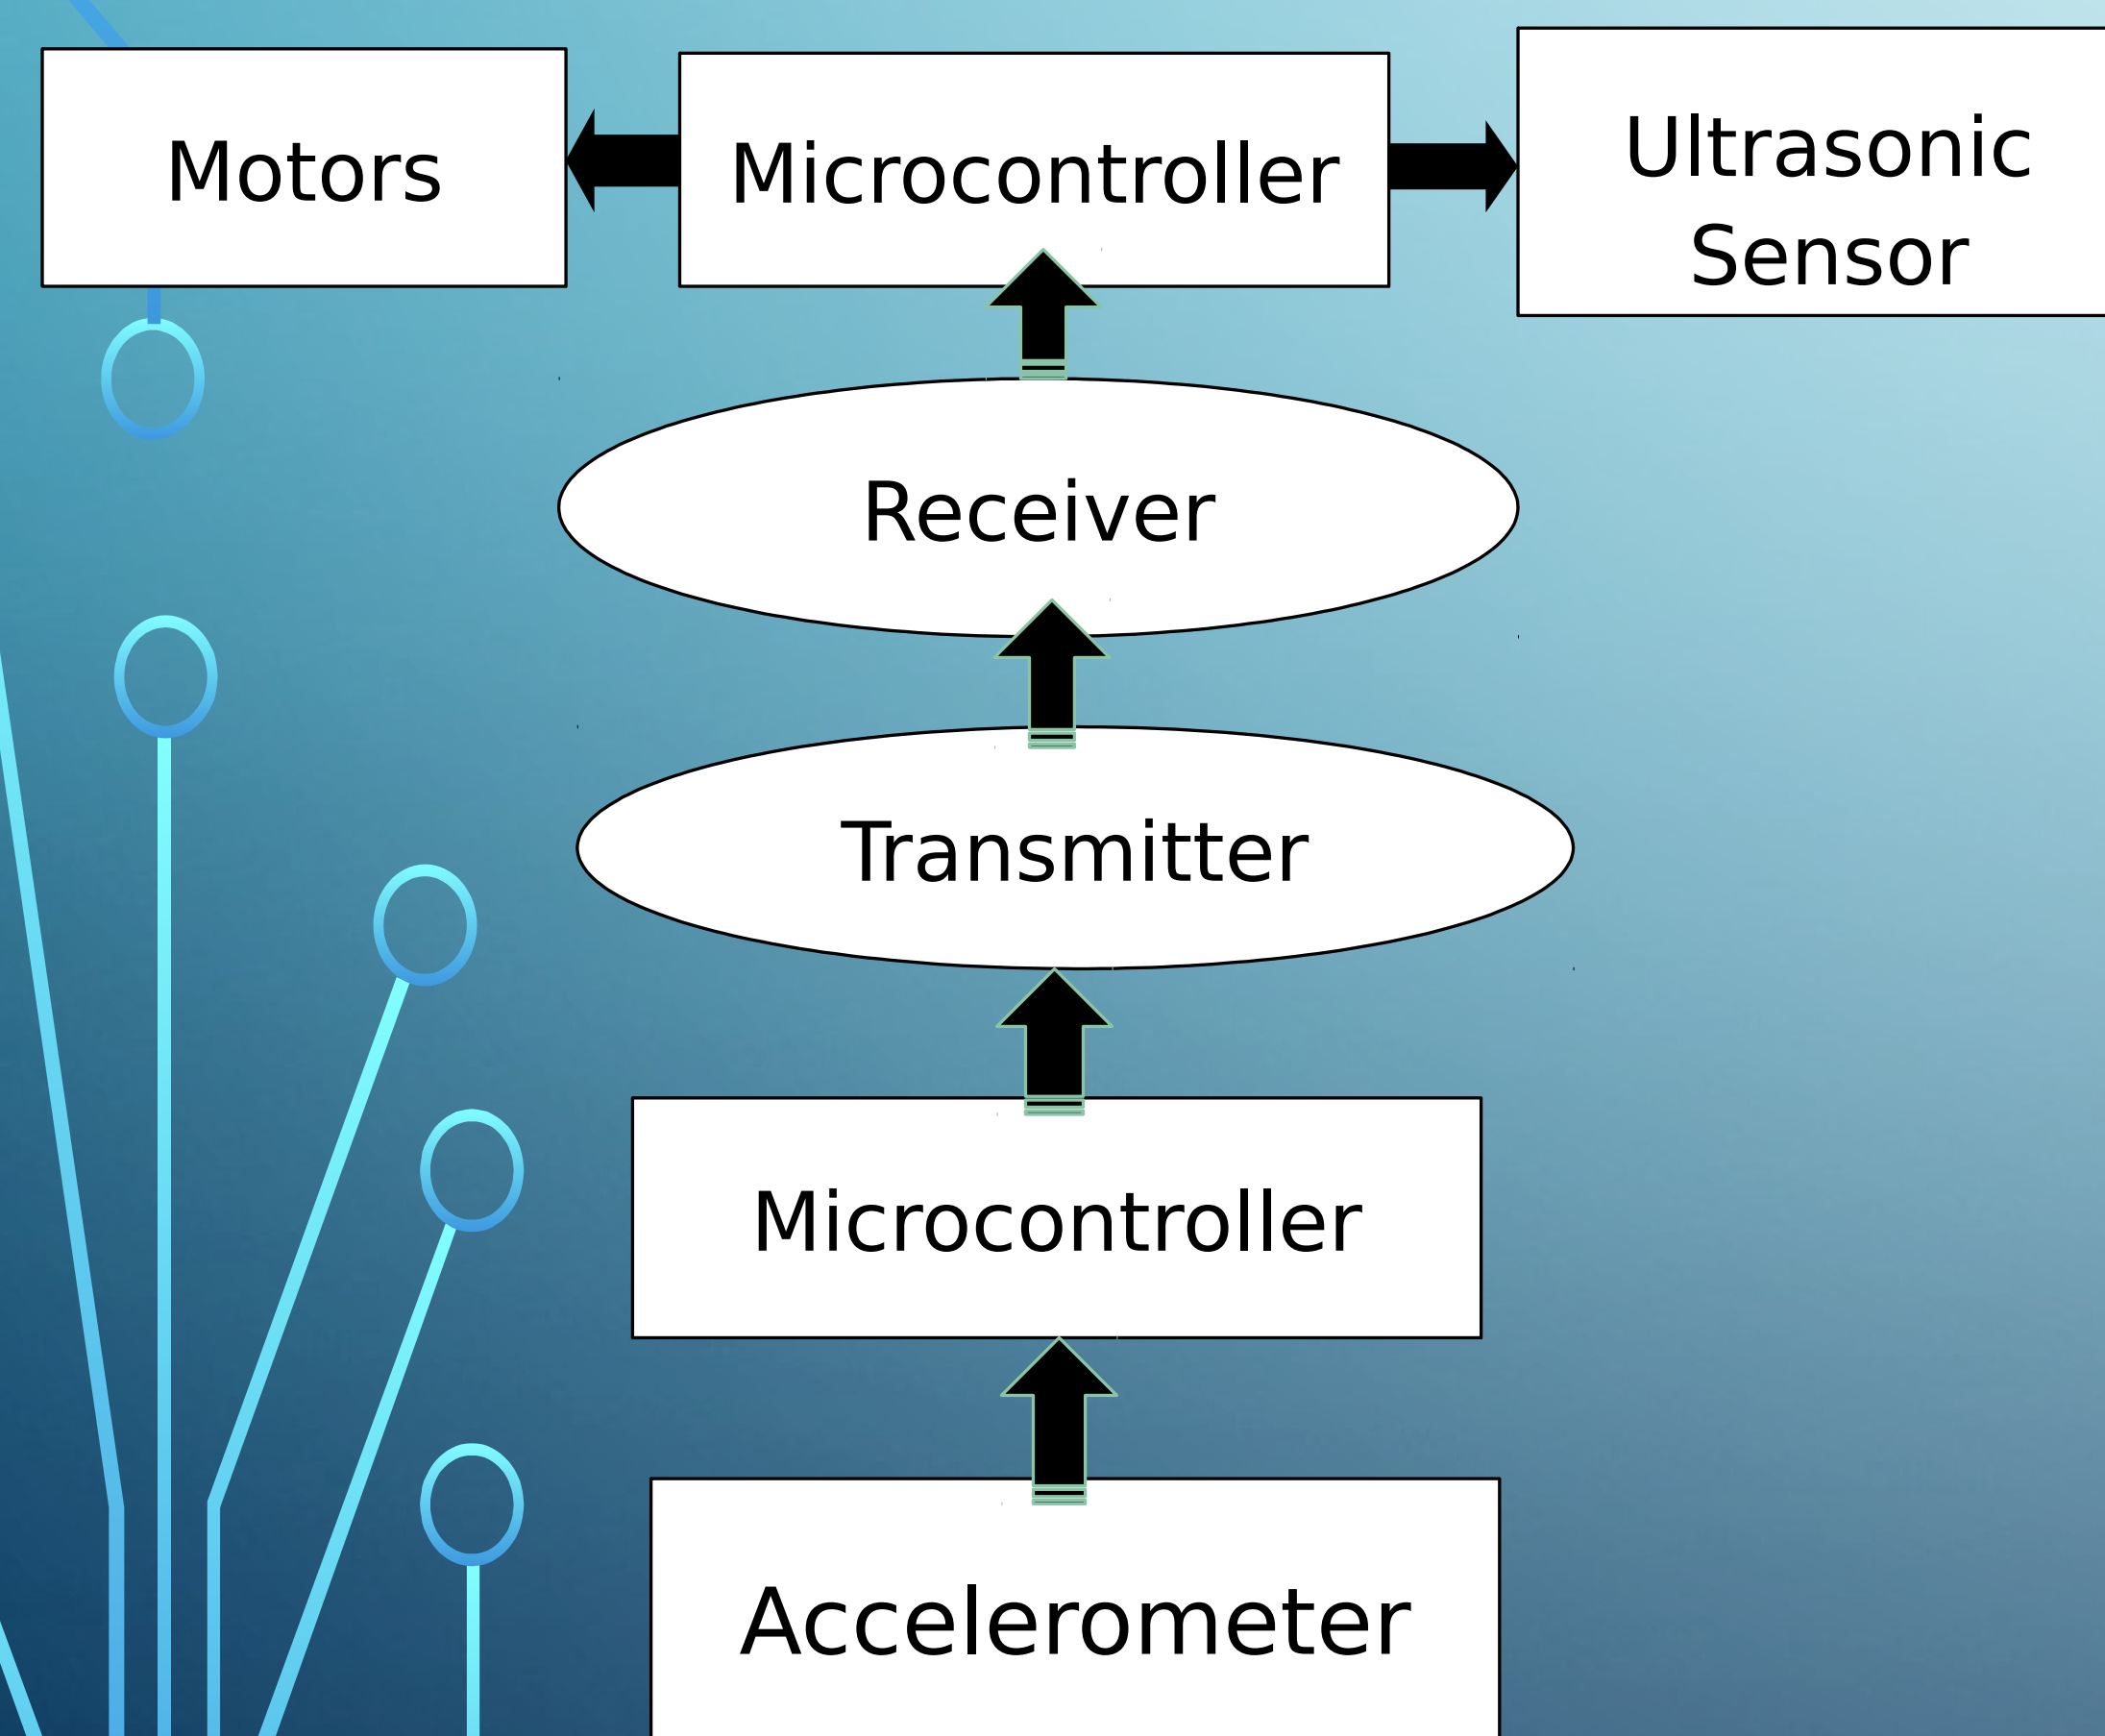 Motors
Microcontroller
Ultrasonic
Sensor
Receiver
Transmitter
Microcontroller
Accelerometer